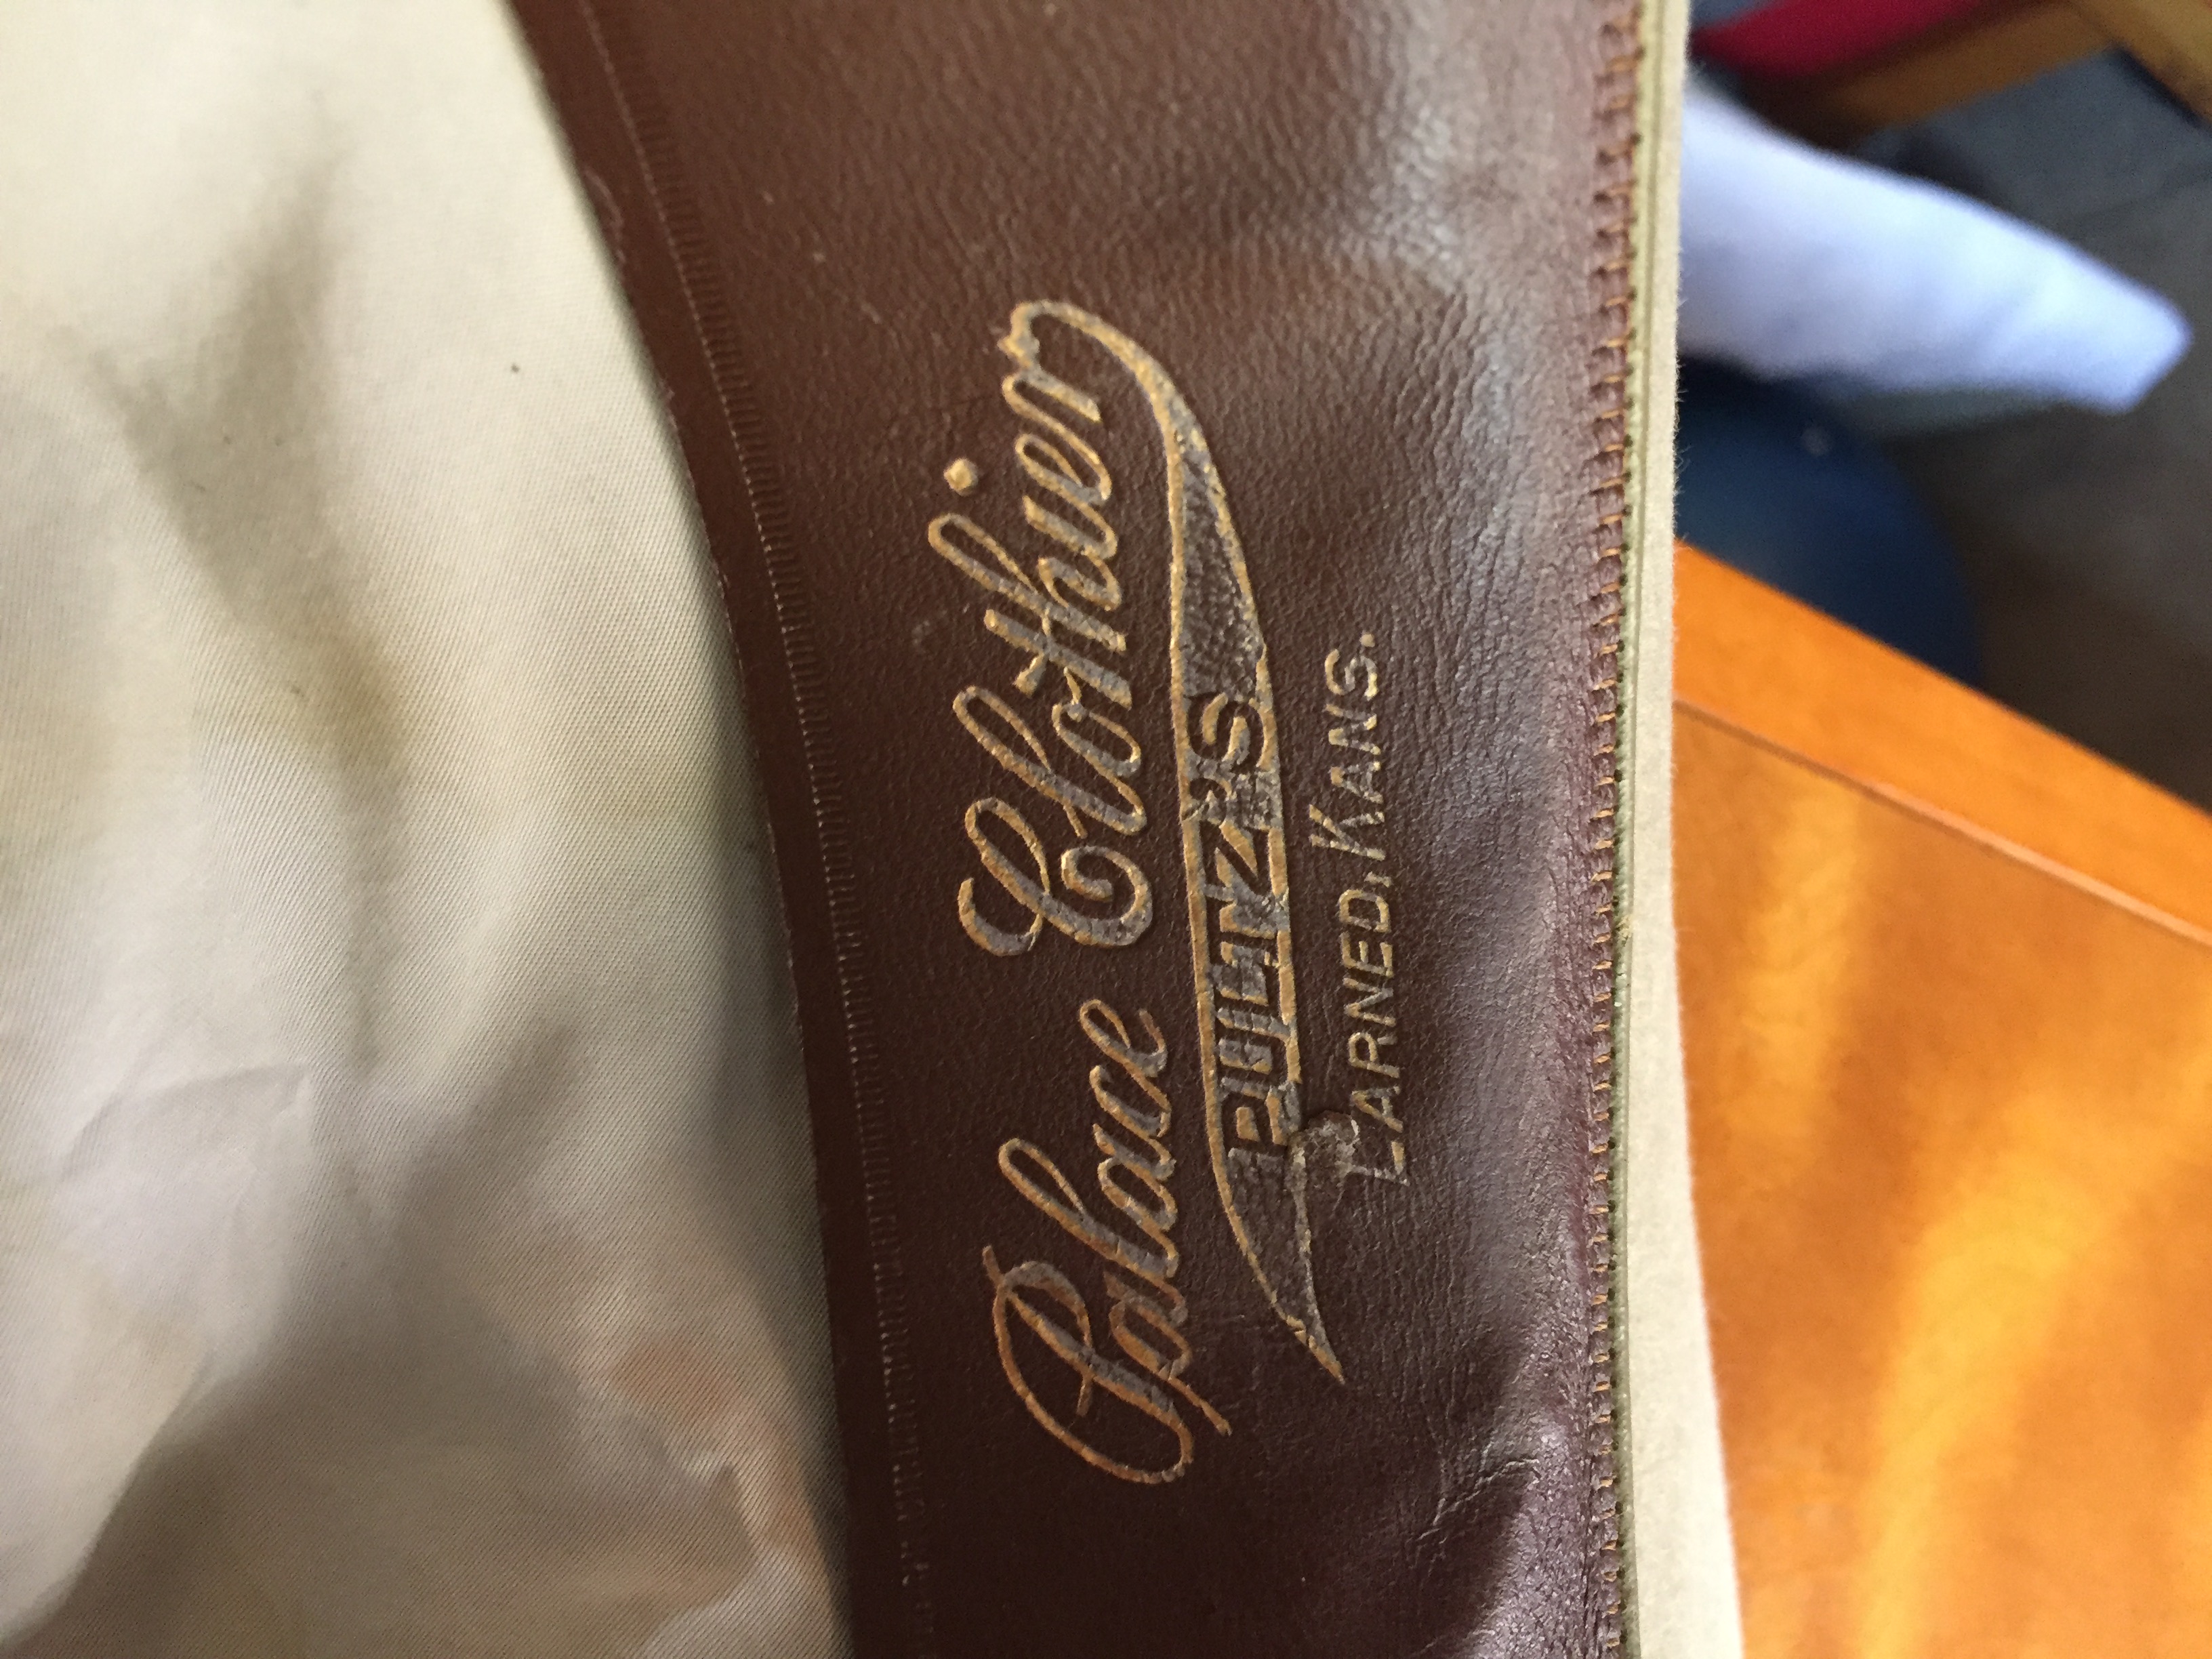 Palace Clothier
PULTZ'S
LARNED, KANS.